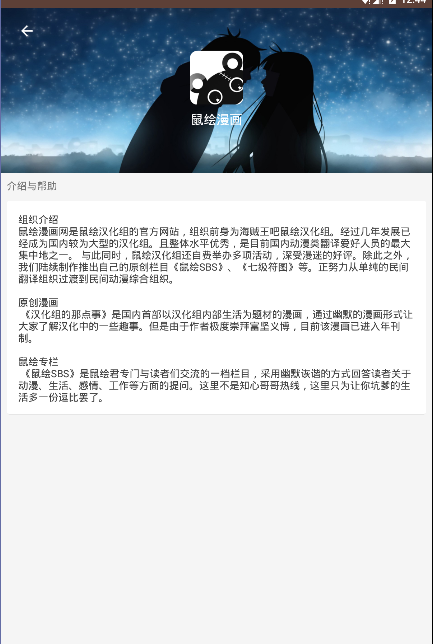 12:44
鼠绘漫画
介绍与帮助
组织介绍
鼠绘漫画网是鼠绘汉化组的官方网站，组织前身为海贼王吧鼠绘汉化组。经过几年发展已
经成为国内较为大型的汉化组。且整体水平优秀，是目前国内动漫类翻译爱好人员的最大
集中地之一。 与此同时，鼠绘汉化组还自费举办多项活动，深受漫迷的好评。除此之外，
我们陆续制作推出自己的原创栏目《鼠绘SBS》、《七圾符图》等。正努力从单纯的民间
翻译组织过渡到民间动漫综合组织。
原创漫画
《汉化组的那点事》是国内首部以汉化组内部生活为题材的漫画，通过幽默的漫画形式让
大家了解汉化中的一些趣事。但是由于作者极度崇拜富坚义博，目前该漫画已进入年刊
制。
鼠绘专栏
《鼠绘SBS》是鼠绘君专门与读者们交流的一档栏目，采用幽默诙谐的方式回答读者关于
动漫、生活、感情、工作等方面的提问。这里不是知心哥哥热线，这里只为让你坑爹的生
活多一份逗比罢了。